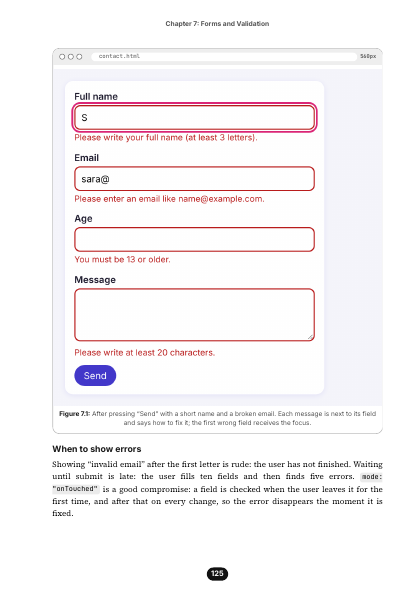 Chapter 7: Forms and Validation
contact.html
560px
Full name
S
Please write your full name (at least 3 letters).
Email
sara@
Please enter an email like name@example.com.
Age
You must be 13 or older.
Message
Please write at least 20 characters.
Send
Figure 7.1: After pressing "Send" with a short name and a broken email. Each message is next to its field
and says how to fix it; the first wrong field receives the focus.
When to show errors
Showing "invalid email" after the first letter is rude: the user has not finished. Waiting
until submit is late: the user fills ten fields and then finds five errors. mode:
"onTouched" is a good compromise: a field is checked when the user leaves it for the
first time, and after that on every change, so the error disappears the moment it is
fixed.
125